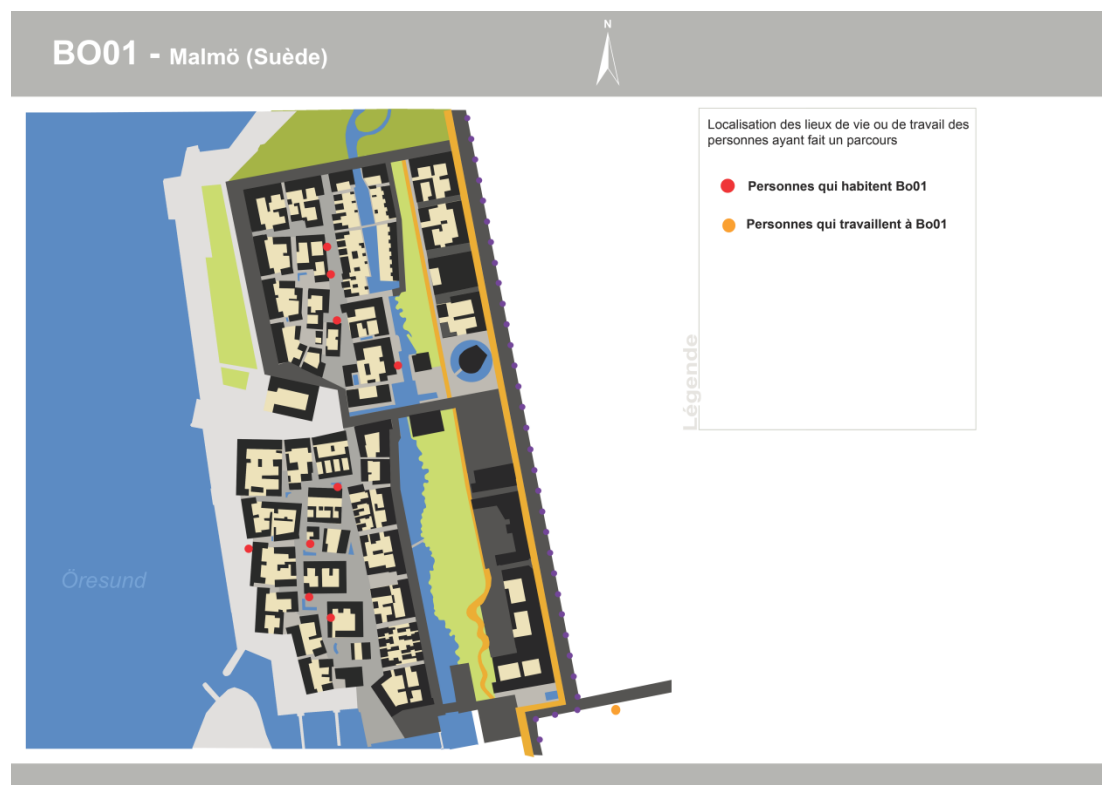 BO01 - Malmö (Suède)
N
Localisation des lieux de vie ou de travail des
personnes ayant fait un parcours
Personnes qui habitent Bo01
Personnes qui travaillent à Bo01
Légende
Öresund